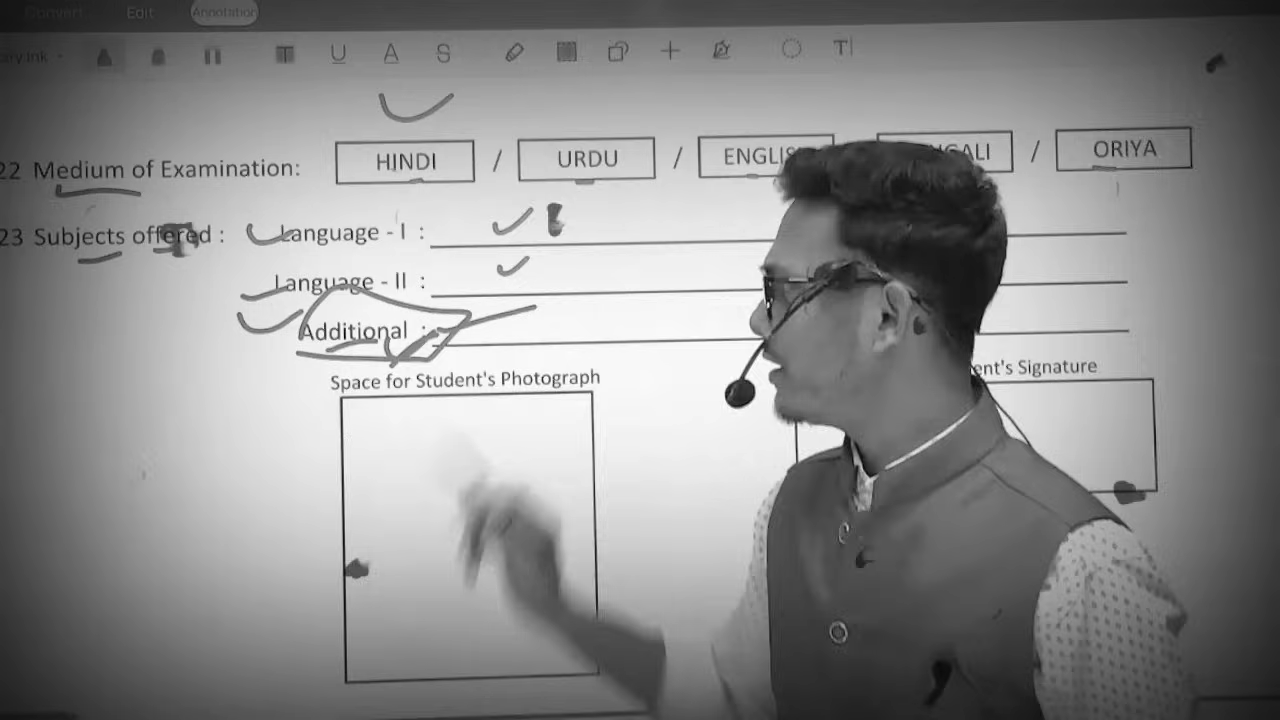 Convert Edit Annotation
U A S T
22 Medium of Examination: HINDI / URDU / ORIYA
23 Subjects offered : Language - I :
Language - II :
Additional :
Space for Student's Photograph Signature